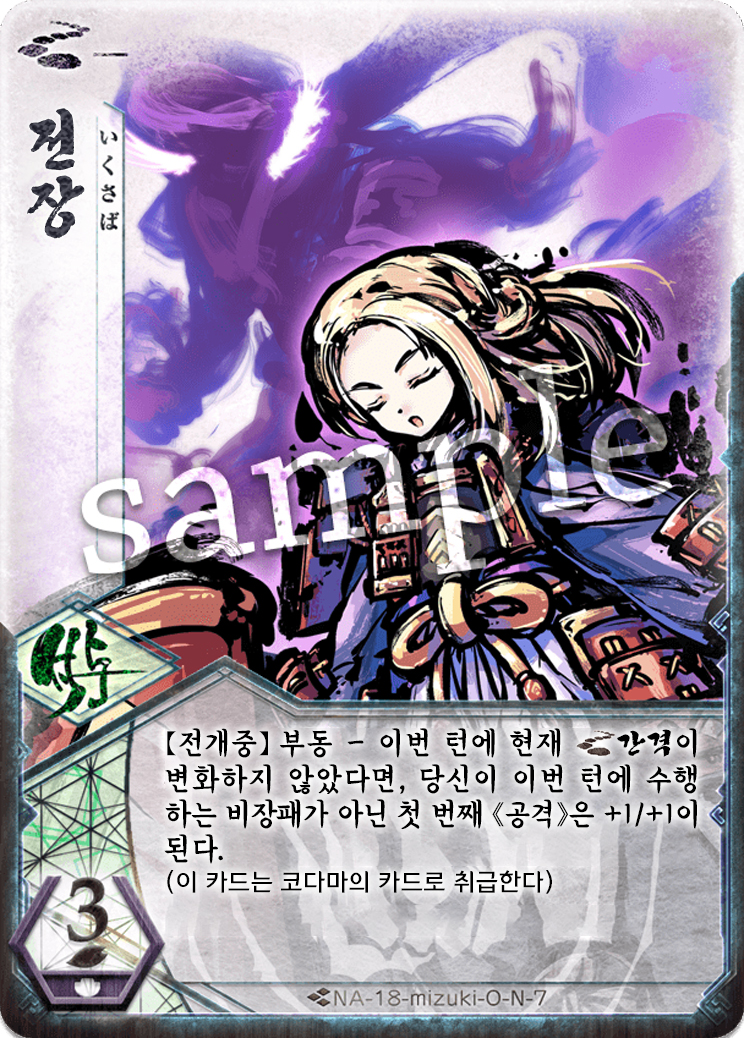 전장
いくさば
sample
부여
【전개중】 부동 - 이번 턴에 현재 간격이
변화하지 않았다면, 당신이 이번 턴에 수행
하는 비장패가 아닌 첫 번째 《공격》은 +1/+1이
된다.
(이 카드는 코다마의 카드로 취급한다)
3
NA-18-mizuki-O-N-7